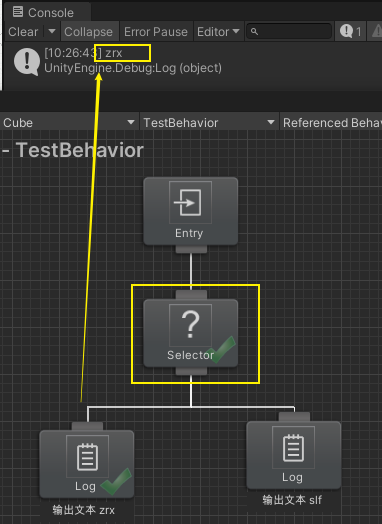 Console
Clear Collapse Error Pause Editor 1
[10:26:43] zrx
UnityEngine.Debug:Log (object)
Cube TestBehavior Referenced Beha
- TestBehavior
Entry
Selector
Log Log
输出文本 zrx 输出文本 slf